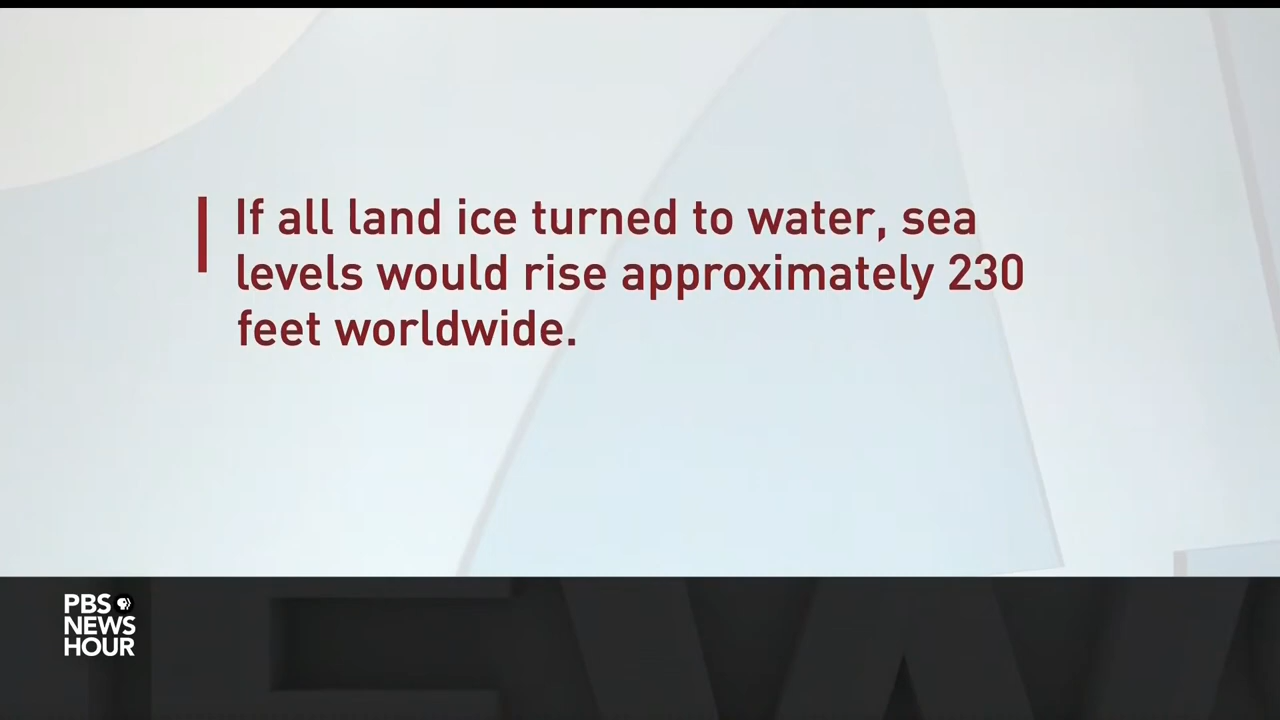 If all land ice turned to water, sea
levels would rise approximately 230
feet worldwide.
PBS
NEWS
HOUR